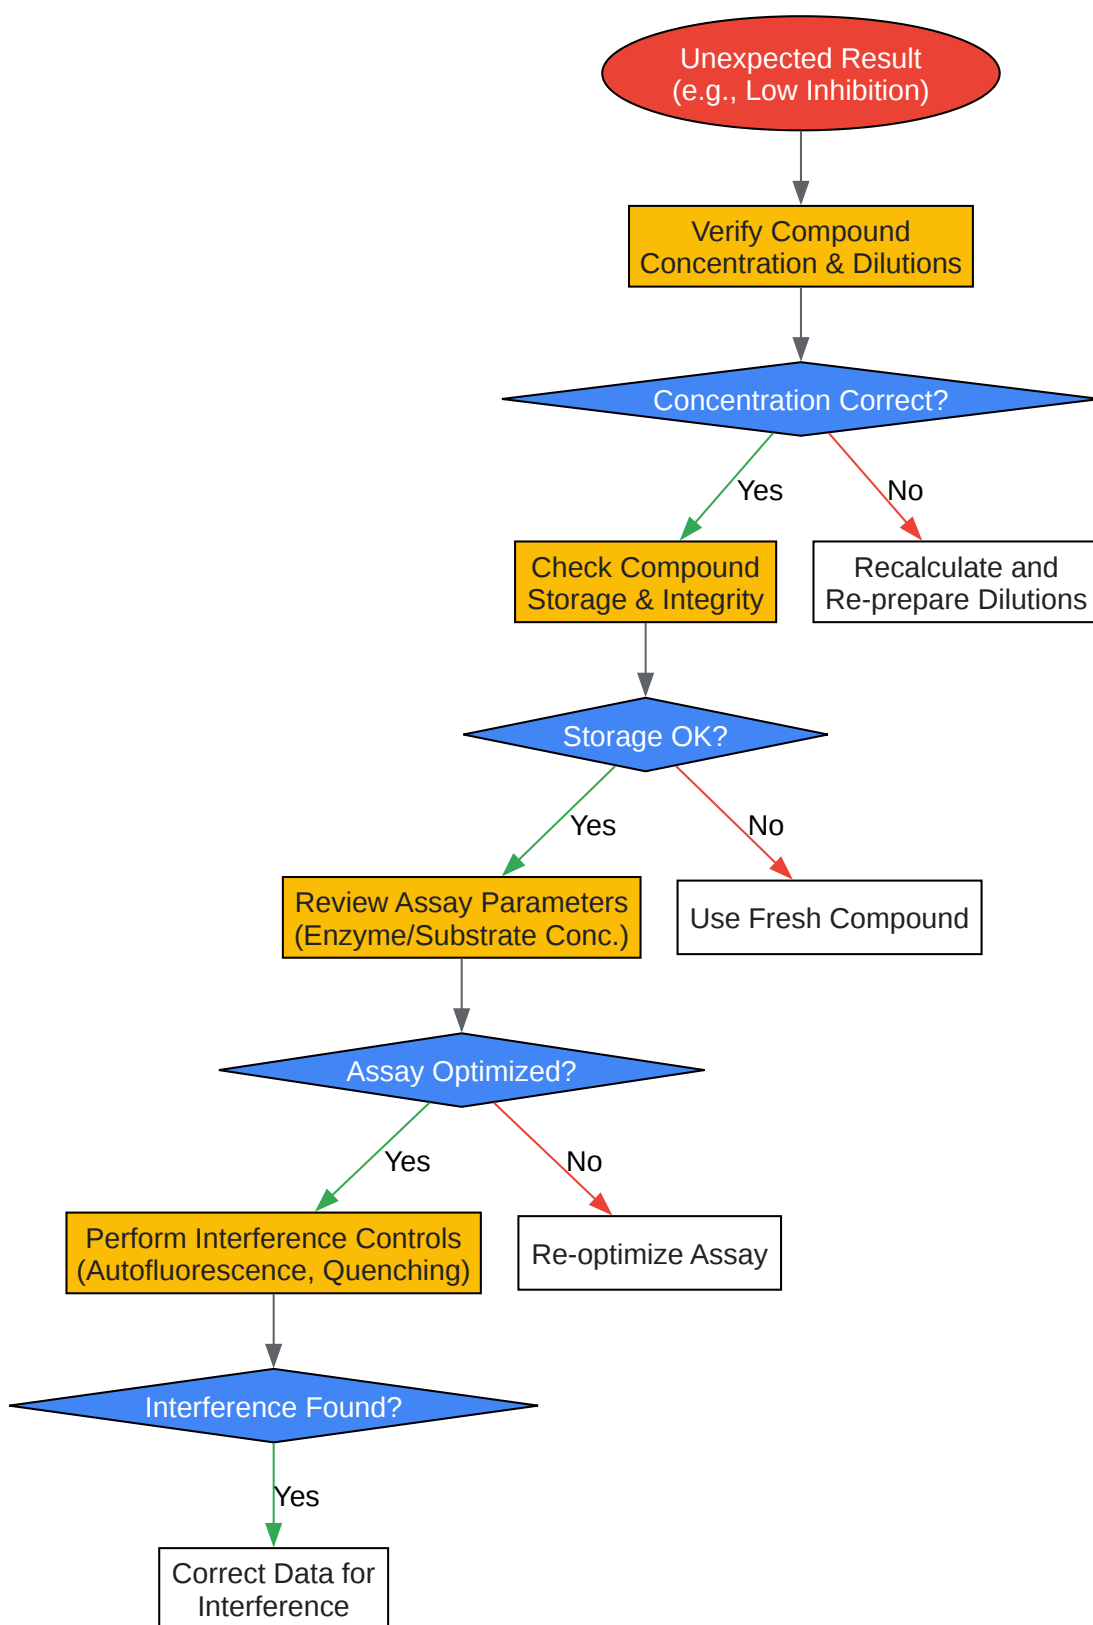 Unexpected Result
(e.g., Low Inhibition)
Verify Compound
Concentration & Dilutions
Concentration Correct?
Yes
No
Check Compound
Storage & Integrity
Recalculate and
Re-prepare Dilutions
Storage OK?
Yes
No
Review Assay Parameters
(Enzyme/Substrate Conc.)
Use Fresh Compound
Assay Optimized?
Yes
No
Perform Interference Controls
(Autofluorescence, Quenching)
Re-optimize Assay
Interference Found?
Yes
Correct Data for
Interference